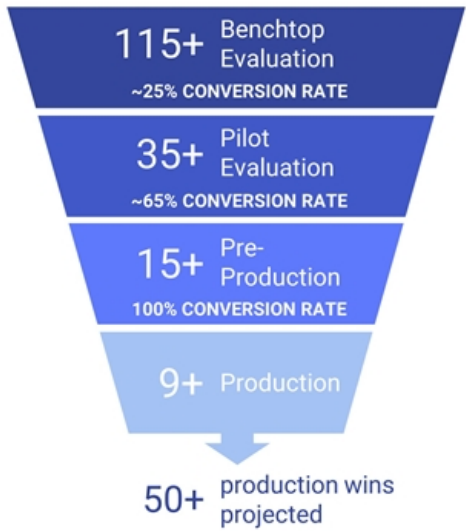 115+ Benchtop
Evaluation
~25% CONVERSION RATE
35+ Pilot
Evaluation
~65% CONVERSION RATE
15+ Pre-
Production
100% CONVERSION RATE
9+ Production
50+ production wins
projected